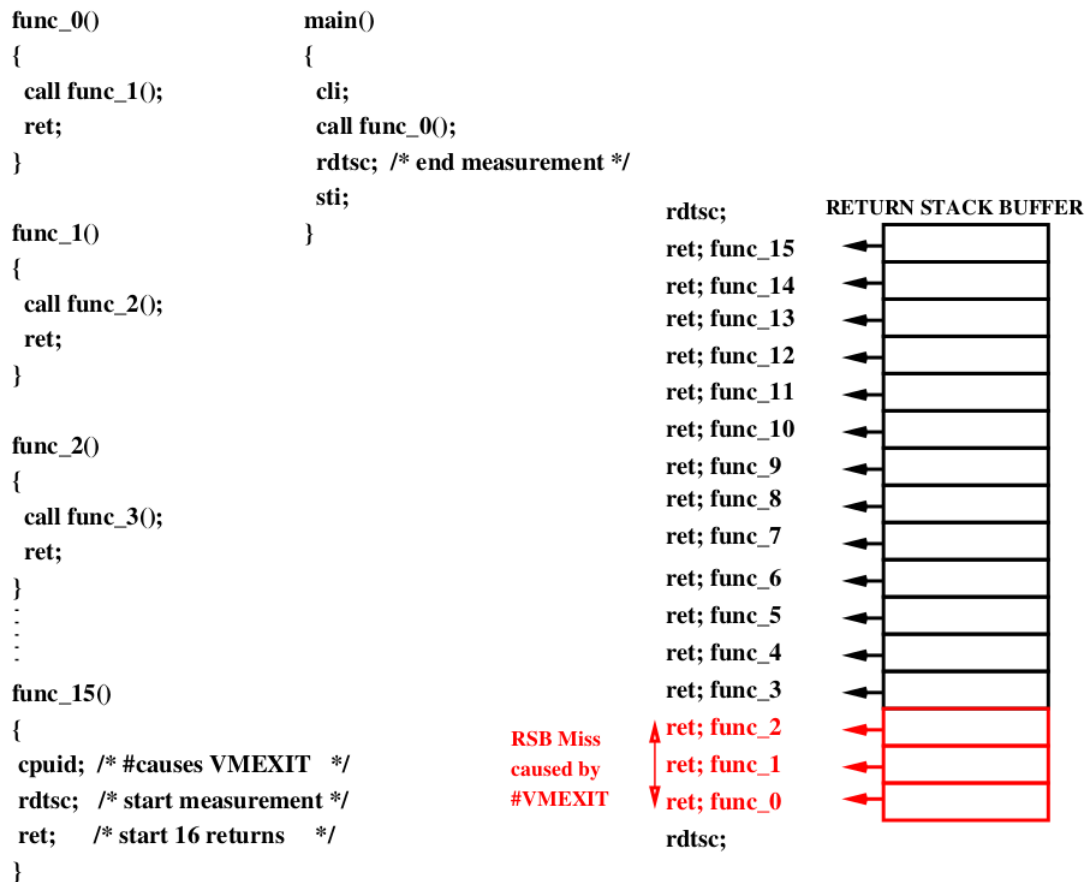 func_0()
{
call func_1();
ret;
}
func_1()
{
call func_2();
ret;
}
func_2()
{
call func_3();
ret;
}
func_15()
{
cpuid; /* #causes VMEXIT */
rdtsc; /* start measurement */
ret; /* start 16 returns */
}
main()
{
cli;
call func_0();
rdtsc; /* end measurement */
sti;
}
RETURN STACK BUFFER
rdtsc;
ret; func_15
ret; func_14
ret; func_13
ret; func_12
ret; func_11
ret; func_10
ret; func_9
ret; func_8
ret; func_7
ret; func_6
ret; func_5
ret; func_4
ret; func_3
ret; func_2
ret; func_1
ret; func_0
rdtsc;
RSB Miss
caused by
#VMEXIT